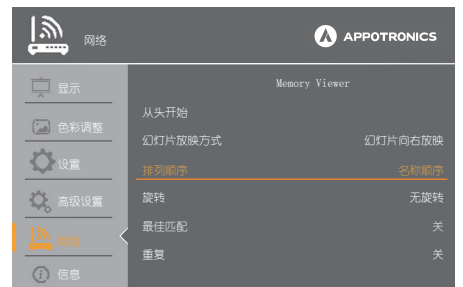 网络
APPOTRONICS
显示
色彩调整
设置
高级设置
网络
信息
Memory Viewer
从头开始
幻灯片放映方式 幻灯片向右放映
排列顺序 名称顺序
旋转 无旋转
最佳匹配 关
重复 关